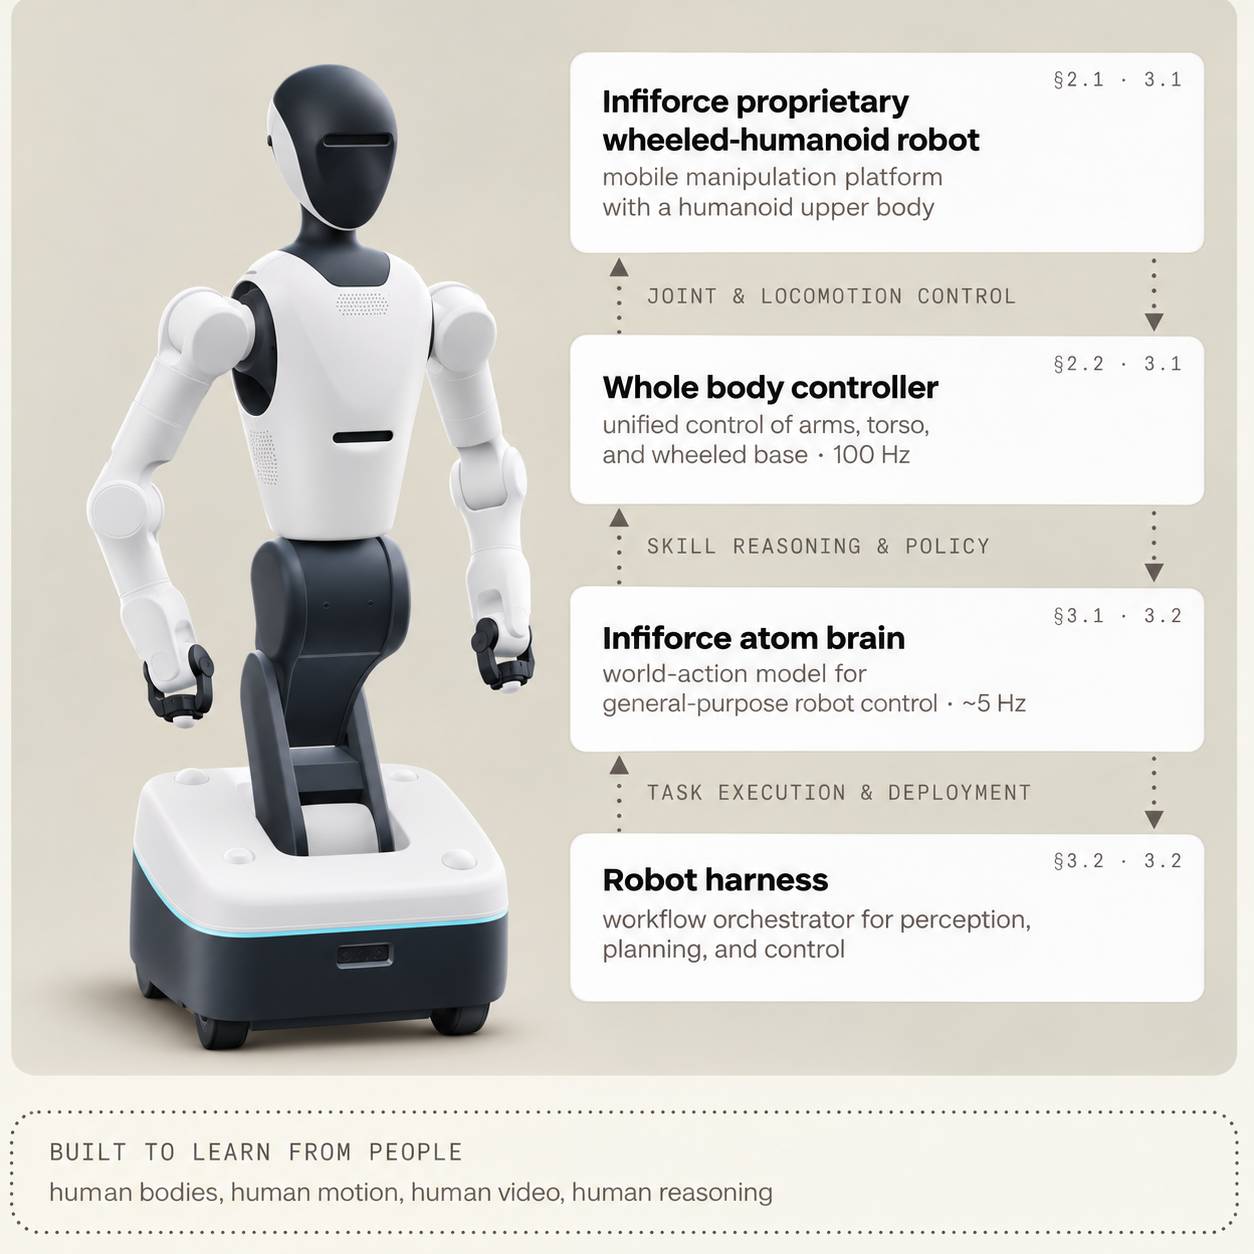 §2.1 · 3.1
Infiforce proprietary
wheeled-humanoid robot
mobile manipulation platform
with a humanoid upper body
JOINT & LOCOMOTION CONTROL
§2.2 · 3.1
Whole body controller
unified control of arms, torso,
and wheeled base · 100 Hz
SKILL REASONING & POLICY
§3.1 · 3.2
Infiforce atom brain
world-action model for
general-purpose robot control · ~5 Hz
TASK EXECUTION & DEPLOYMENT
§3.2 · 3.2
Robot harness
workflow orchestrator for perception,
planning, and control
BUILT TO LEARN FROM PEOPLE
human bodies, human motion, human video, human reasoning